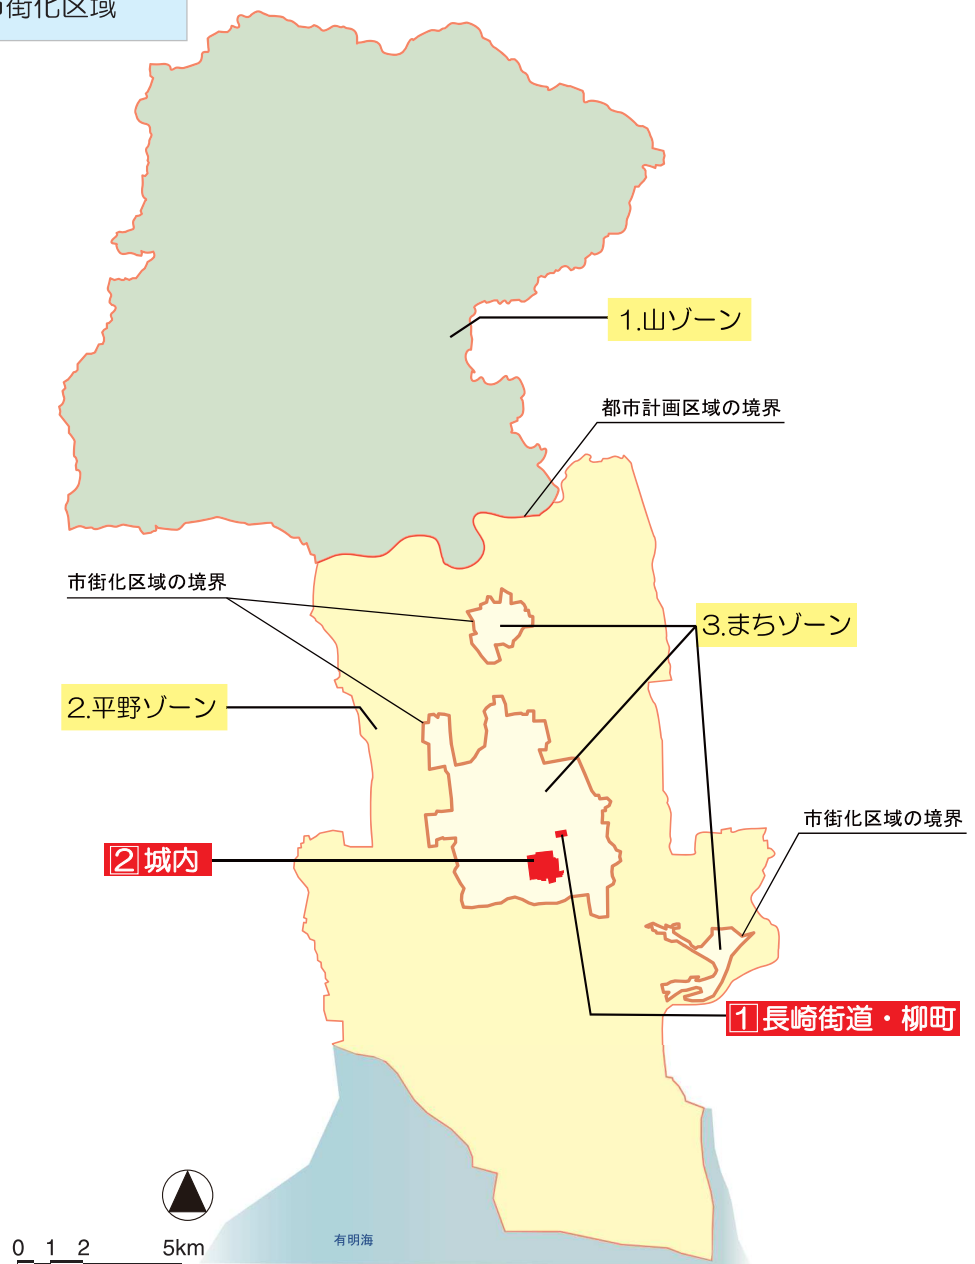 市街化区域
1.山ゾーン
都市計画区域の境界
市街化区域の境界
3.まちゾーン
2.平野ゾーン
市街化区域の境界
2 城内
1 長崎街道・柳町
有明海
0 1 2 5km